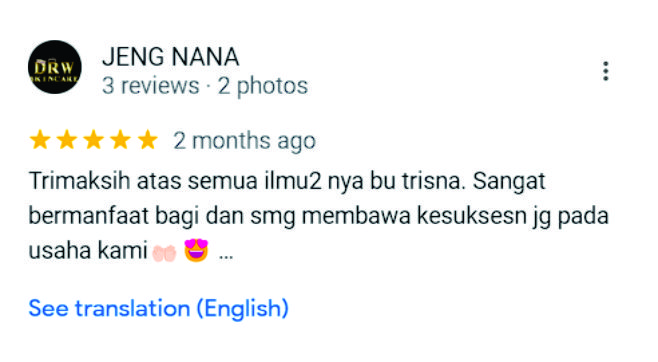 DRW
SKINCARE
JENG NANA
3 reviews · 2 photos
2 months ago
Trimaksih atas semua ilmu2 nya bu trisna. Sangat
bermanfaat bagi dan smg membawa kesuksesn jg pada
usaha kami🤲🏻 😍 ...
See translation (English)